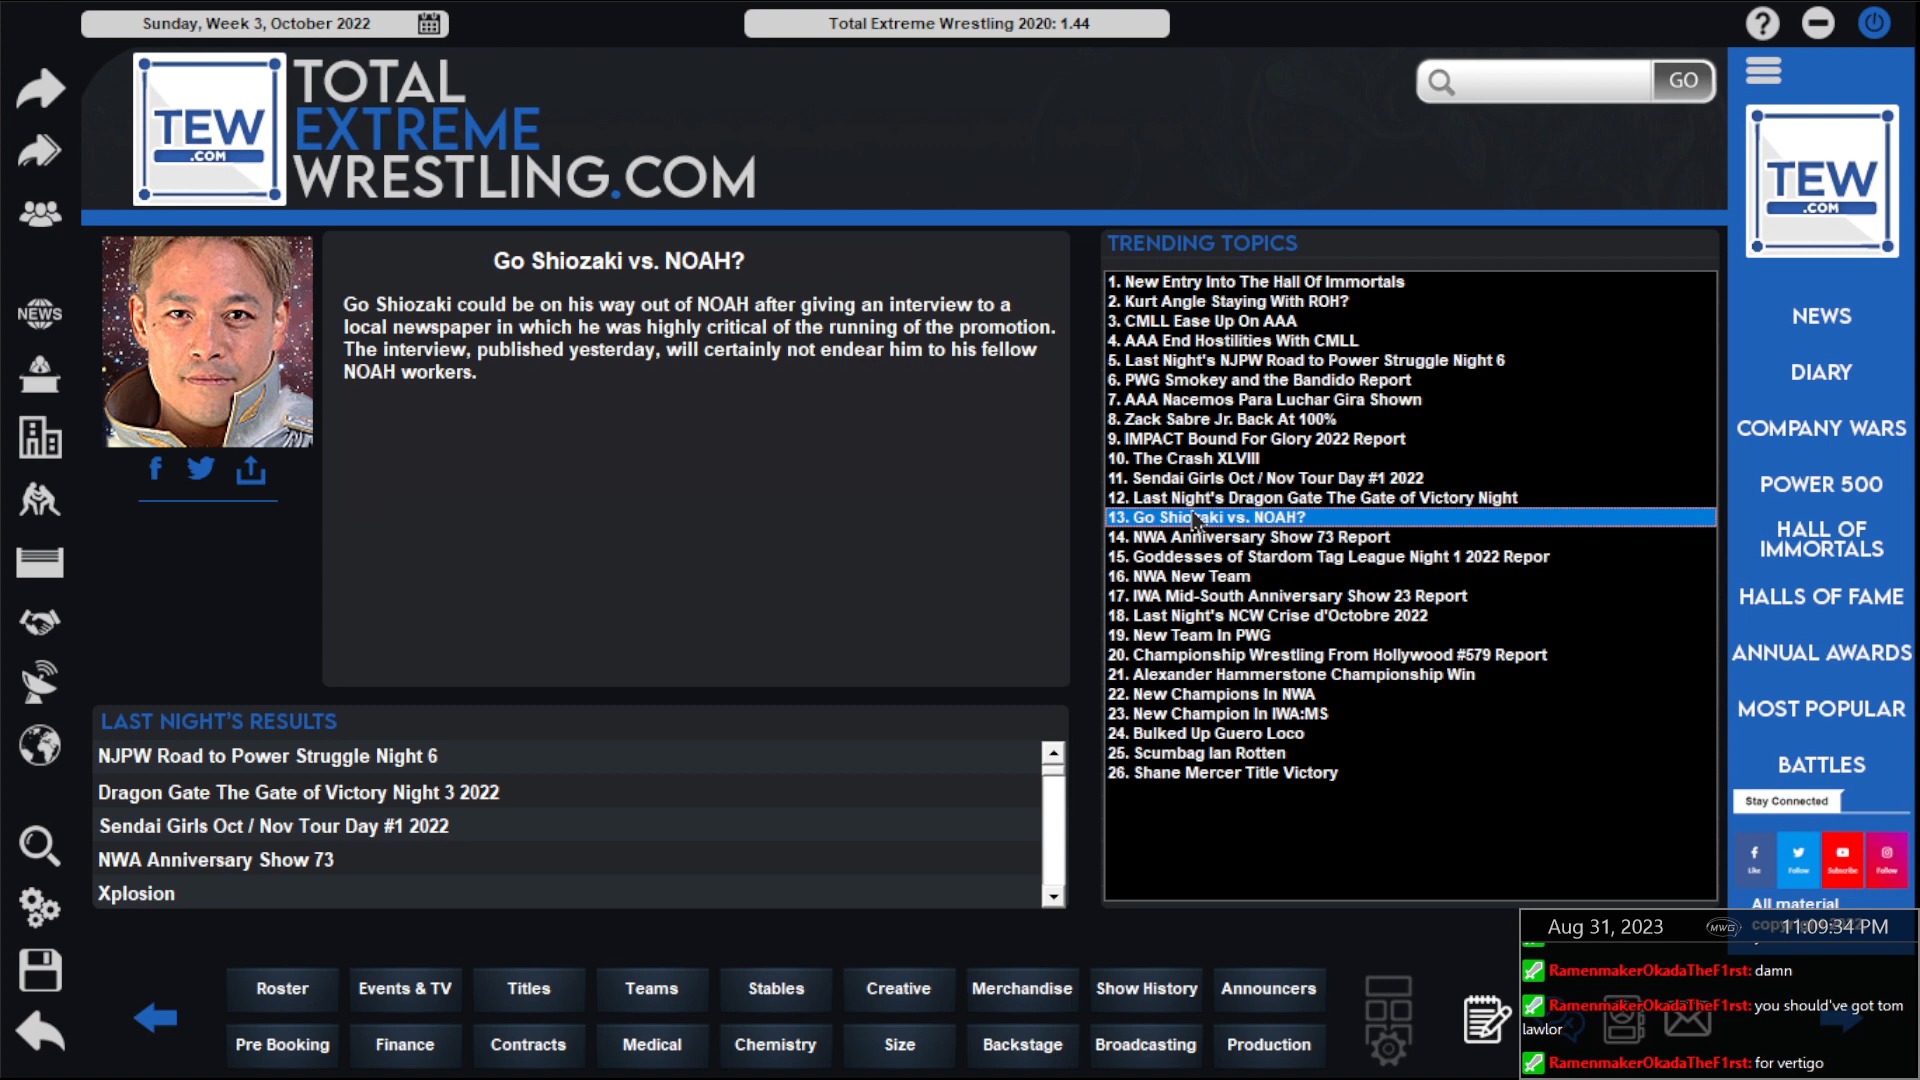 Sunday, Week 3, October 2022
Total Extreme Wrestling 2020: 1.44
TEW
.COM
TOTAL
EXTREME
WRESTLING.COM
GO
TEW
.COM
NEWS
NEWS
DIARY
COMPANY WARS
POWER 500
HALL OF
IMMORTALS
HALLS OF FAME
ANNUAL AWARDS
MOST POPULAR
BATTLES
Stay Connected
Like
Follow
Subscribe
Follow
All material
Go Shiozaki vs. NOAH?
Go Shiozaki could be on his way out of NOAH after giving an interview to a
local newspaper in which he was highly critical of the running of the promotion.
The interview, published yesterday, will certainly not endear him to his fellow
NOAH workers.
TRENDING TOPICS
1. New Entry Into The Hall Of Immortals
2. Kurt Angle Staying With ROH?
3. CMLL Ease Up On AAA
4. AAA End Hostilities With CMLL
5. Last Night's NJPW Road to Power Struggle Night 6
6. PWG Smokey and the Bandido Report
7. AAA Nacemos Para Luchar Gira Shown
8. Zack Sabre Jr. Back At 100%
9. IMPACT Bound For Glory 2022 Report
10. The Crash XLVIII
11. Sendai Girls Oct / Nov Tour Day #1 2022
12. Last Night's Dragon Gate The Gate of Victory Night
13. Go Shiozaki vs. NOAH?
14. NWA Anniversary Show 73 Report
15. Goddesses of Stardom Tag League Night 1 2022 Repor
16. NWA New Team
17. IWA Mid-South Anniversary Show 23 Report
18. Last Night's NCW Crise d'Octobre 2022
19. New Team In PWG
20. Championship Wrestling From Hollywood #579 Report
21. Alexander Hammerstone Championship Win
22. New Champions In NWA
23. New Champion In IWA:MS
24. Bulked Up Guero Loco
25. Scumbag Ian Rotten
26. Shane Mercer Title Victory
LAST NIGHT'S RESULTS
NJPW Road to Power Struggle Night 6
Dragon Gate The Gate of Victory Night 3 2022
Sendai Girls Oct / Nov Tour Day #1 2022
NWA Anniversary Show 73
Xplosion
Roster
Events & TV
Titles
Teams
Stables
Creative
Merchandise
Show History
Announcers
Pre Booking
Finance
Contracts
Medical
Chemistry
Size
Backstage
Broadcasting
Production
Aug 31, 2023
MWG
11:09:34 PM
RamenmakerOkadaTheF1rst: damn
RamenmakerOkadaTheF1rst: you should've got tom
lawlor
RamenmakerOkadaTheF1rst: for vertigo